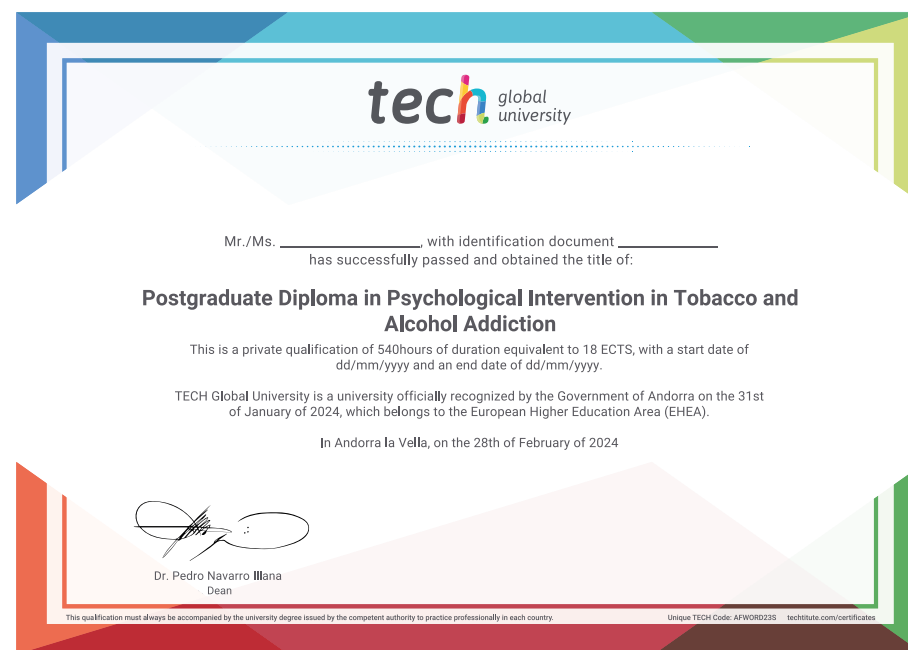 tech global university
Mr./Ms. ____________________, with identification document ______________
has successfully passed and obtained the title of:
Postgraduate Diploma in Psychological Intervention in Tobacco and
Alcohol Addiction
This is a private qualification of 540hours of duration equivalent to 18 ECTS, with a start date of
dd/mm/yyyy and an end date of dd/mm/yyyy.
TECH Global University is a university officially recognized by the Government of Andorra on the 31st
of January of 2024, which belongs to the European Higher Education Area (EHEA).
In Andorra la Vella, on the 28th of February of 2024
Dr. Pedro Navarro Illana
Dean
This qualification must always be accompanied by the university degree issued by the competent authority to practice professionally in each country.
Unique TECH Code: AFWORD23S techtitute.com/certificates